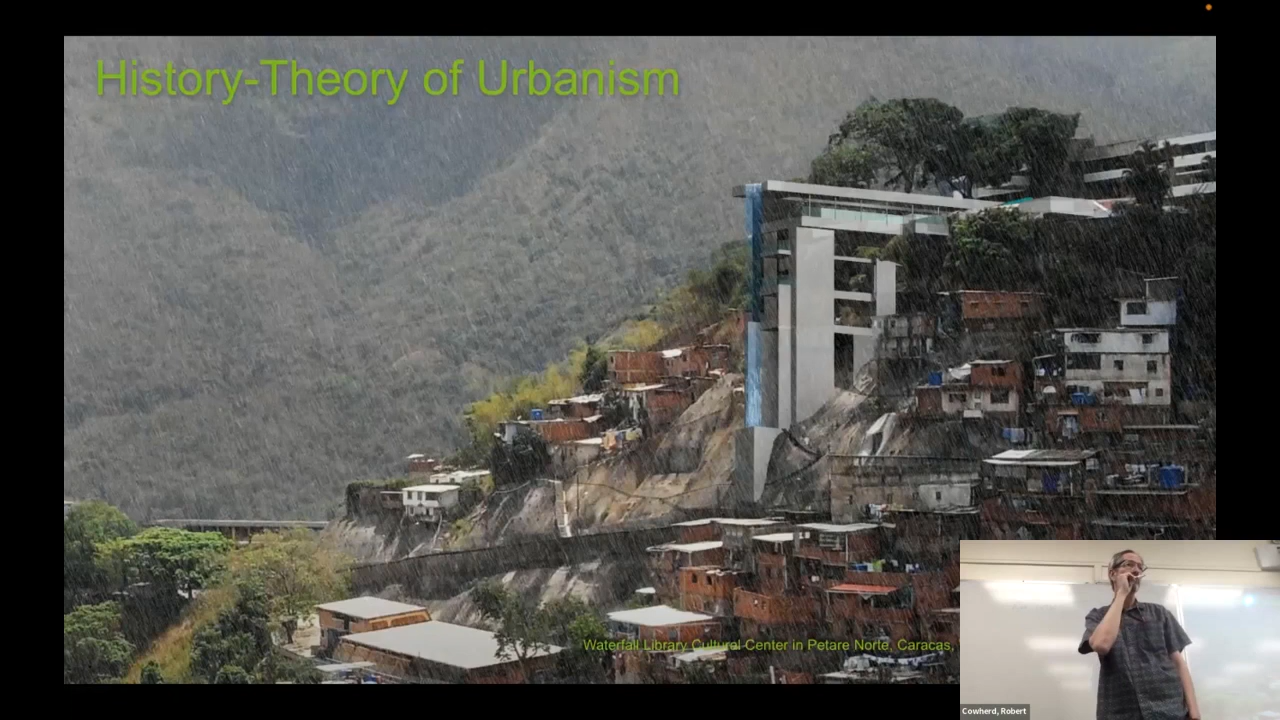 History-Theory of Urbanism
Waterfall Library Cultural Center in Petare Norte, Caracas,
Cowherd, Robert